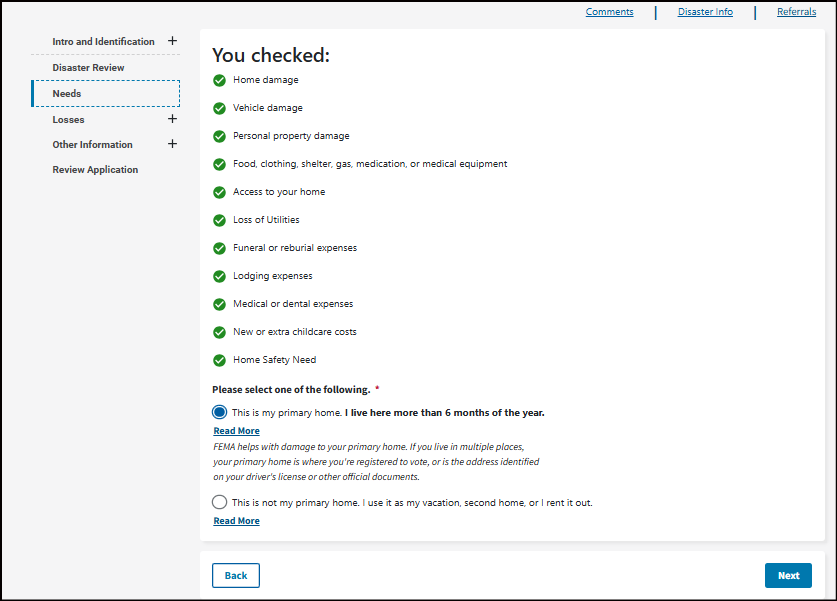 Comments | Disaster Info | Referrals
Intro and Identification +
Disaster Review
Needs
Losses +
Other Information +
Review Application
You checked:
Home damage
Vehicle damage
Personal property damage
Food, clothing, shelter, gas, medication, or medical equipment
Access to your home
Loss of Utilities
Funeral or reburial expenses
Lodging expenses
Medical or dental expenses
New or extra childcare costs
Home Safety Need
Please select one of the following. *
This is my primary home. I live here more than 6 months of the year.
Read More
FEMA helps with damage to your primary home. If you live in multiple places,
your primary home is where you're registered to vote, or is the address identified
on your driver's license or other official documents.
This is not my primary home. I use it as my vacation, second home, or I rent it out.
Read More
Back
Next